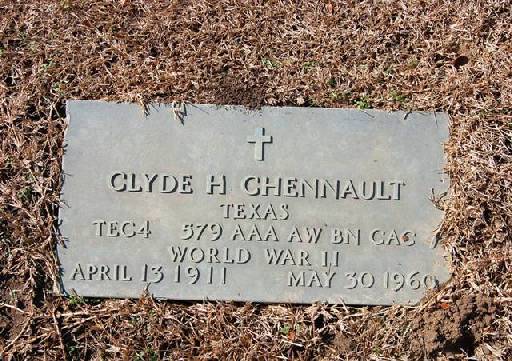 CLYDE H CHENNAULT
TEXAS
TEC4 579 AAA AW BN CAC
WORLD WAR II
APRIL 13 1911 MAY 30 1960